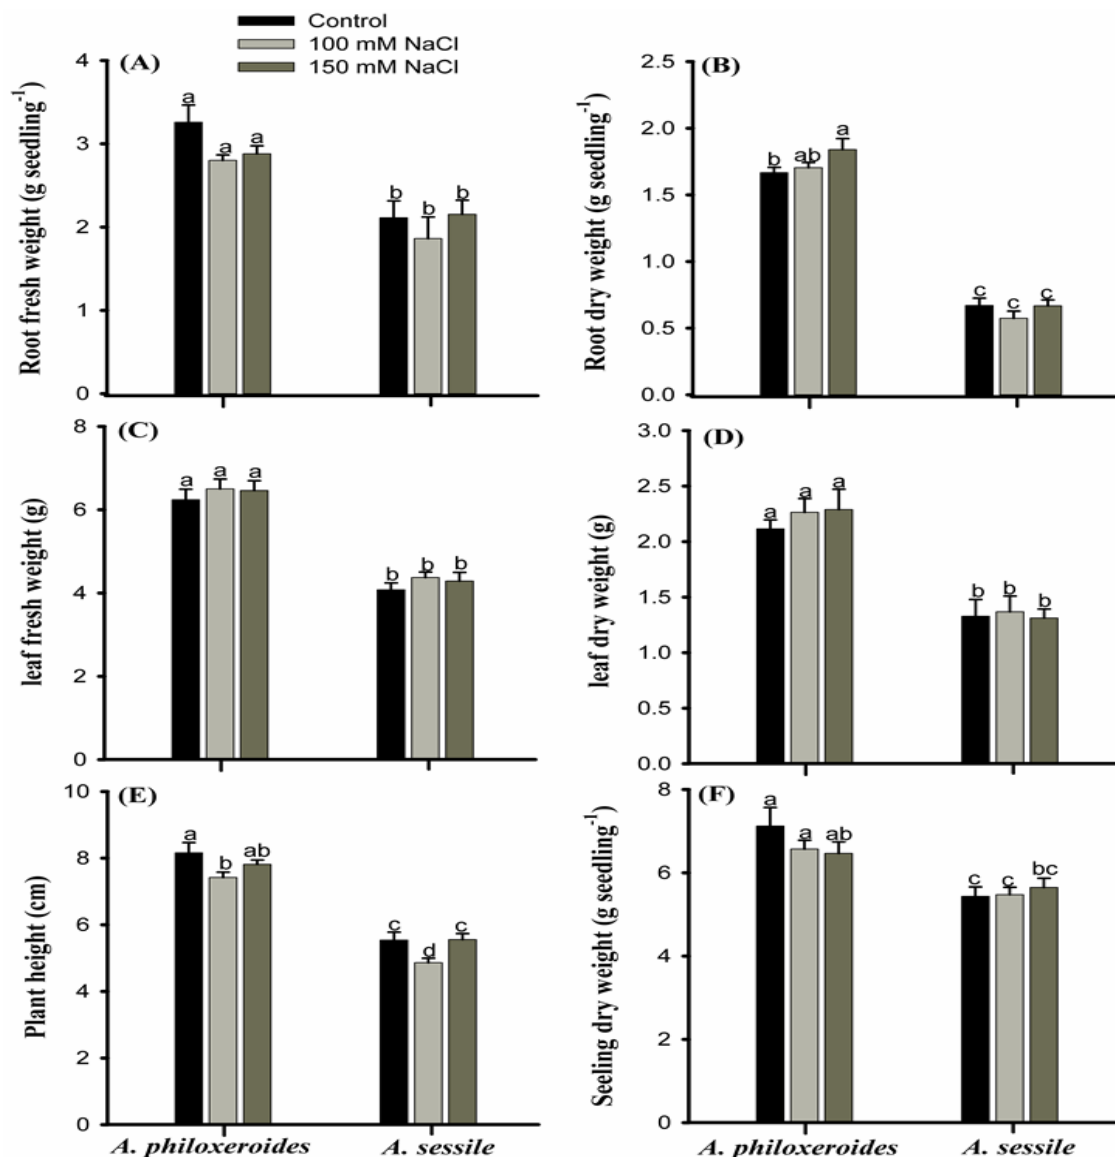 Control
100 mM NaCl
150 mM NaCl
(A)
Root fresh weight (g seedling-1)
4
3
2
1
0
a
a
a
b
b
b
(B)
Root dry weight (g seedling-1)
2.5
2.0
1.5
1.0
0.5
0.0
b
ab
a
c
c
c
(C)
leaf fresh weight (g)
8
6
4
2
0
a
a
a
b
b
b
(D)
leaf dry weight (g)
3.0
2.5
2.0
1.5
1.0
0.5
0.0
a
a
a
b
b
b
(E)
Plant height (cm)
10
8
6
4
2
0
a
b
ab
c
d
c
A. philoxeroides
A. sessile
(F)
Seeling dry weight (g seedling-1)
8
6
4
2
0
a
a
ab
c
c
bc
A. philoxeroides
A. sessile